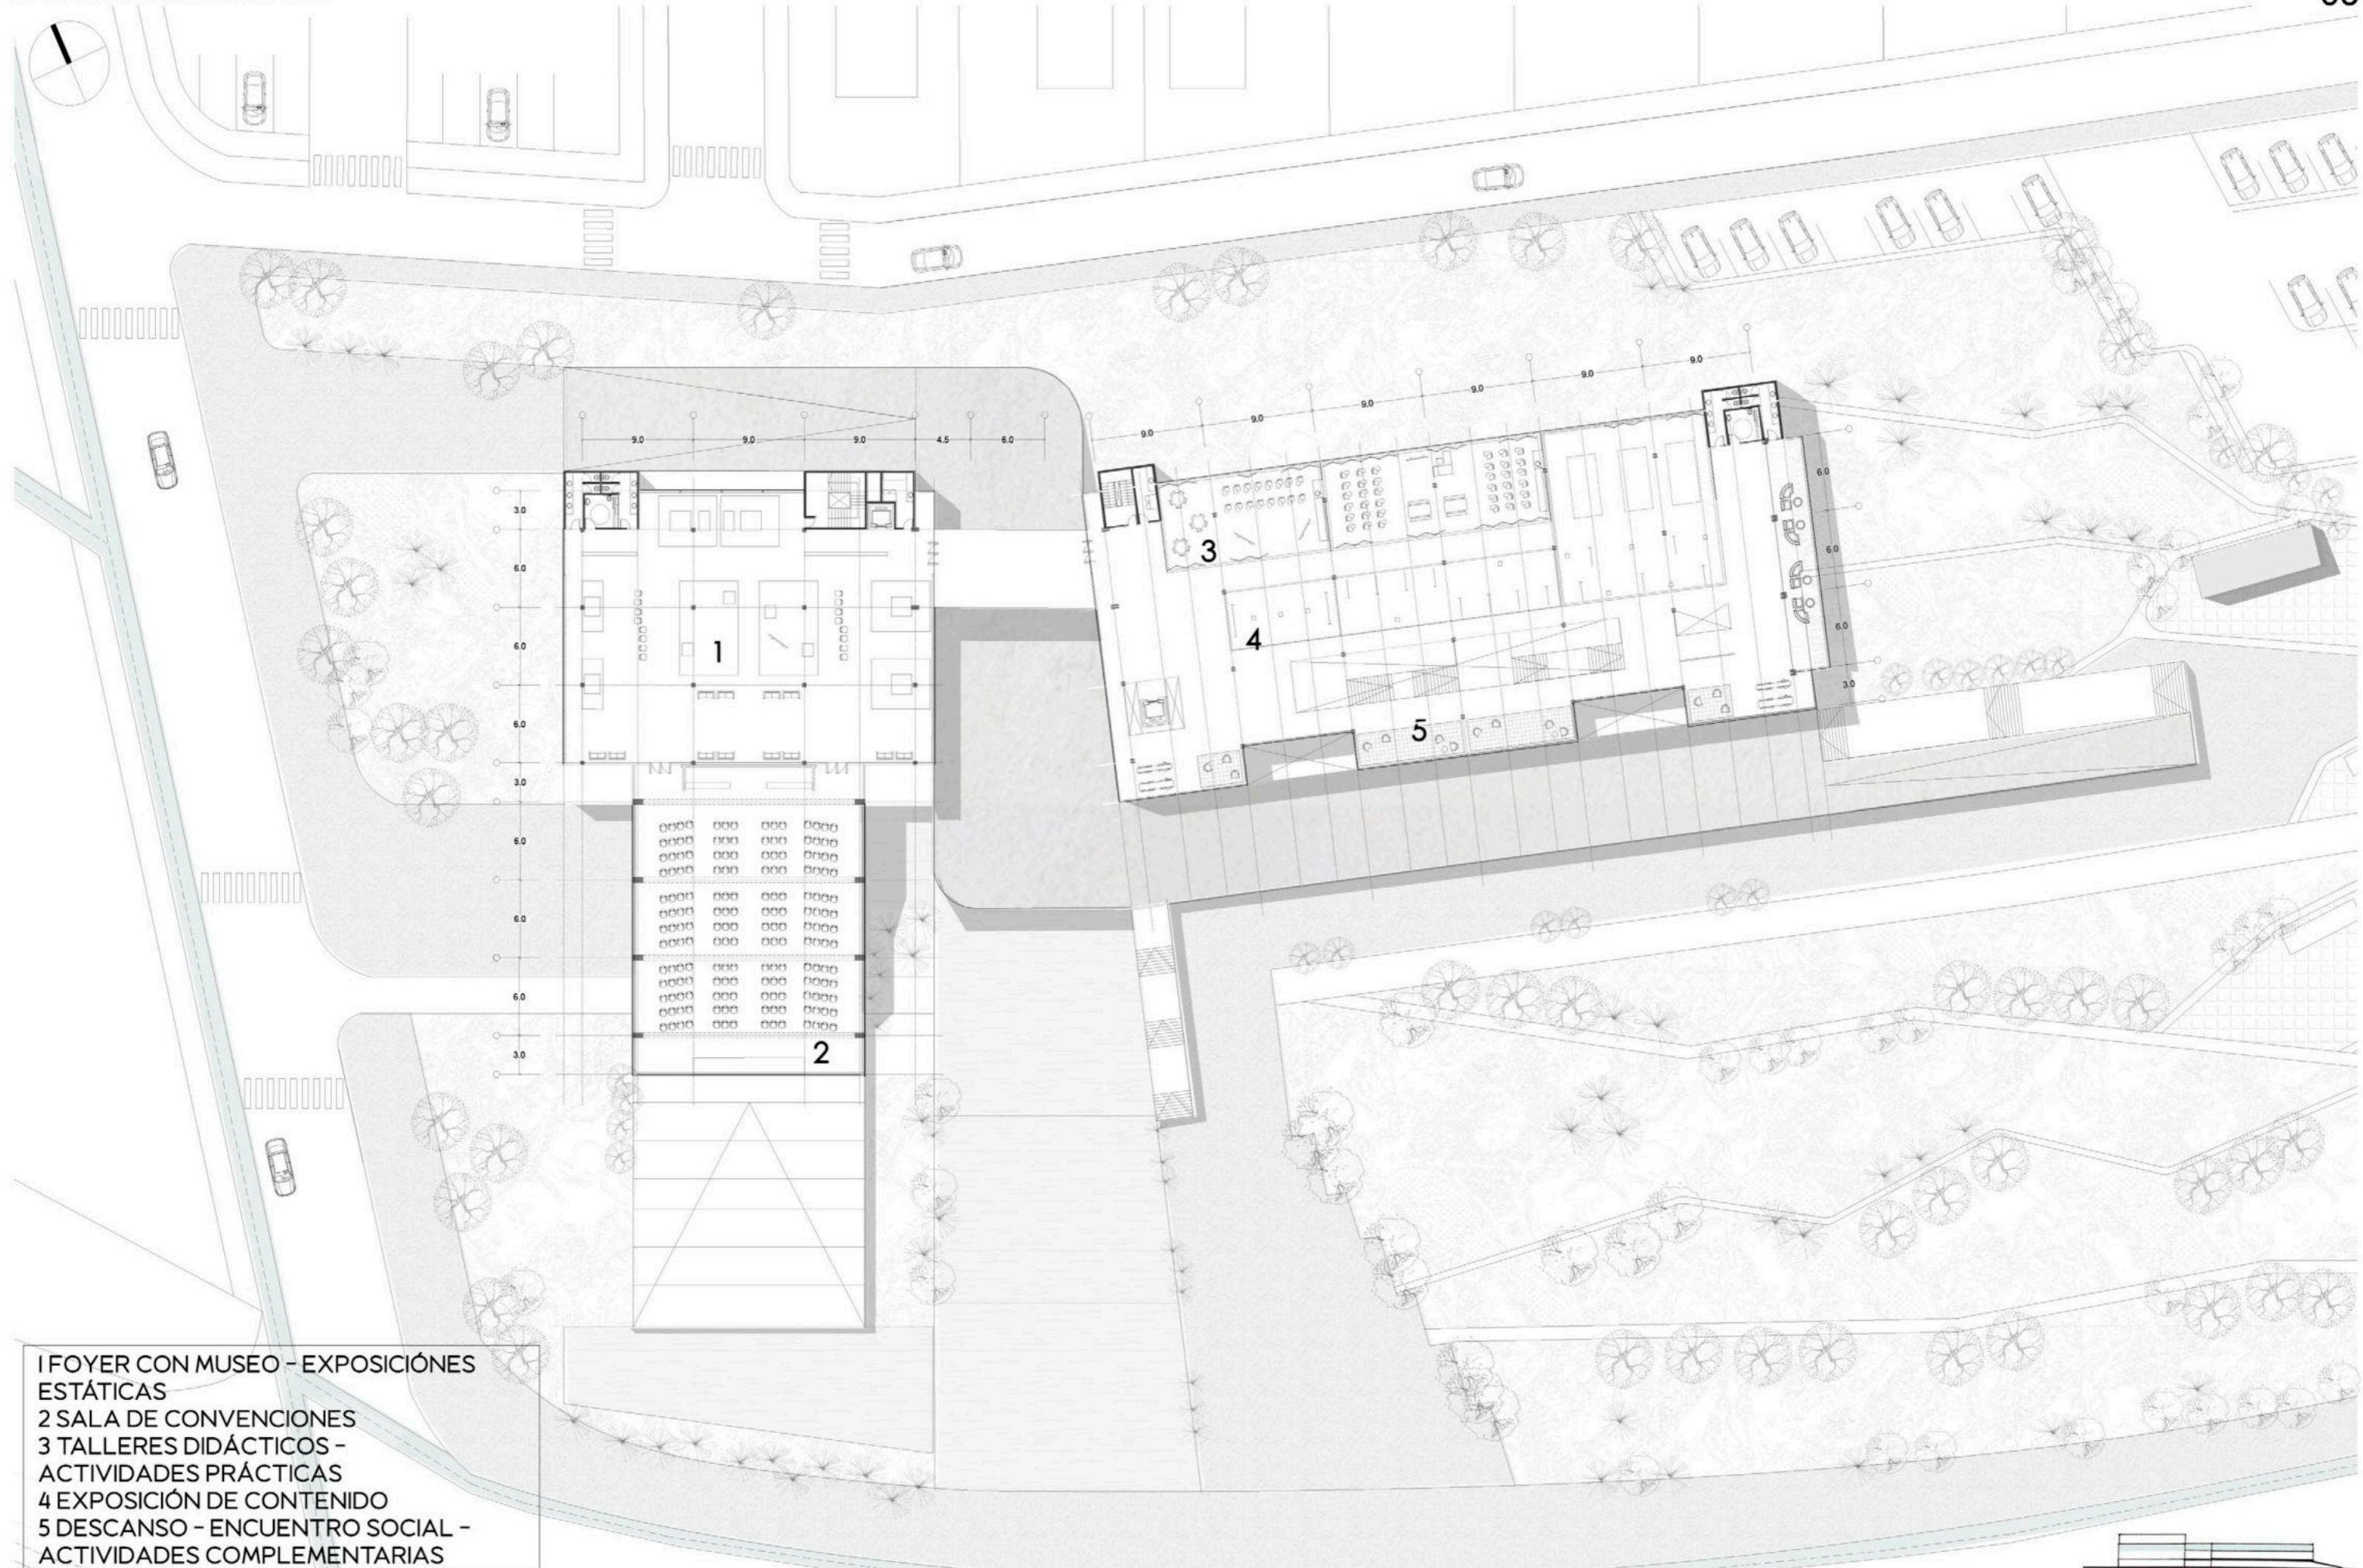 9.0 9.0 9.0 4.5 6.0
9.0 9.0 9.0 9.0 9.0 9.0
3.0
6.0
6.0
6.0
3.0
6.0
6.0
6.0
3.0
6.0
6.0
6.0
3.0
1
2
3
4
5
I FOYER CON MUSEO - EXPOSICIÓNES
ESTÁTICAS
2 SALA DE CONVENCIONES
3 TALLERES DIDÁCTICOS -
ACTIVIDADES PRÁCTICAS
4 EXPOSICIÓN DE CONTENIDO
5 DESCANSO - ENCUENTRO SOCIAL -
ACTIVIDADES COMPLEMENTARIAS